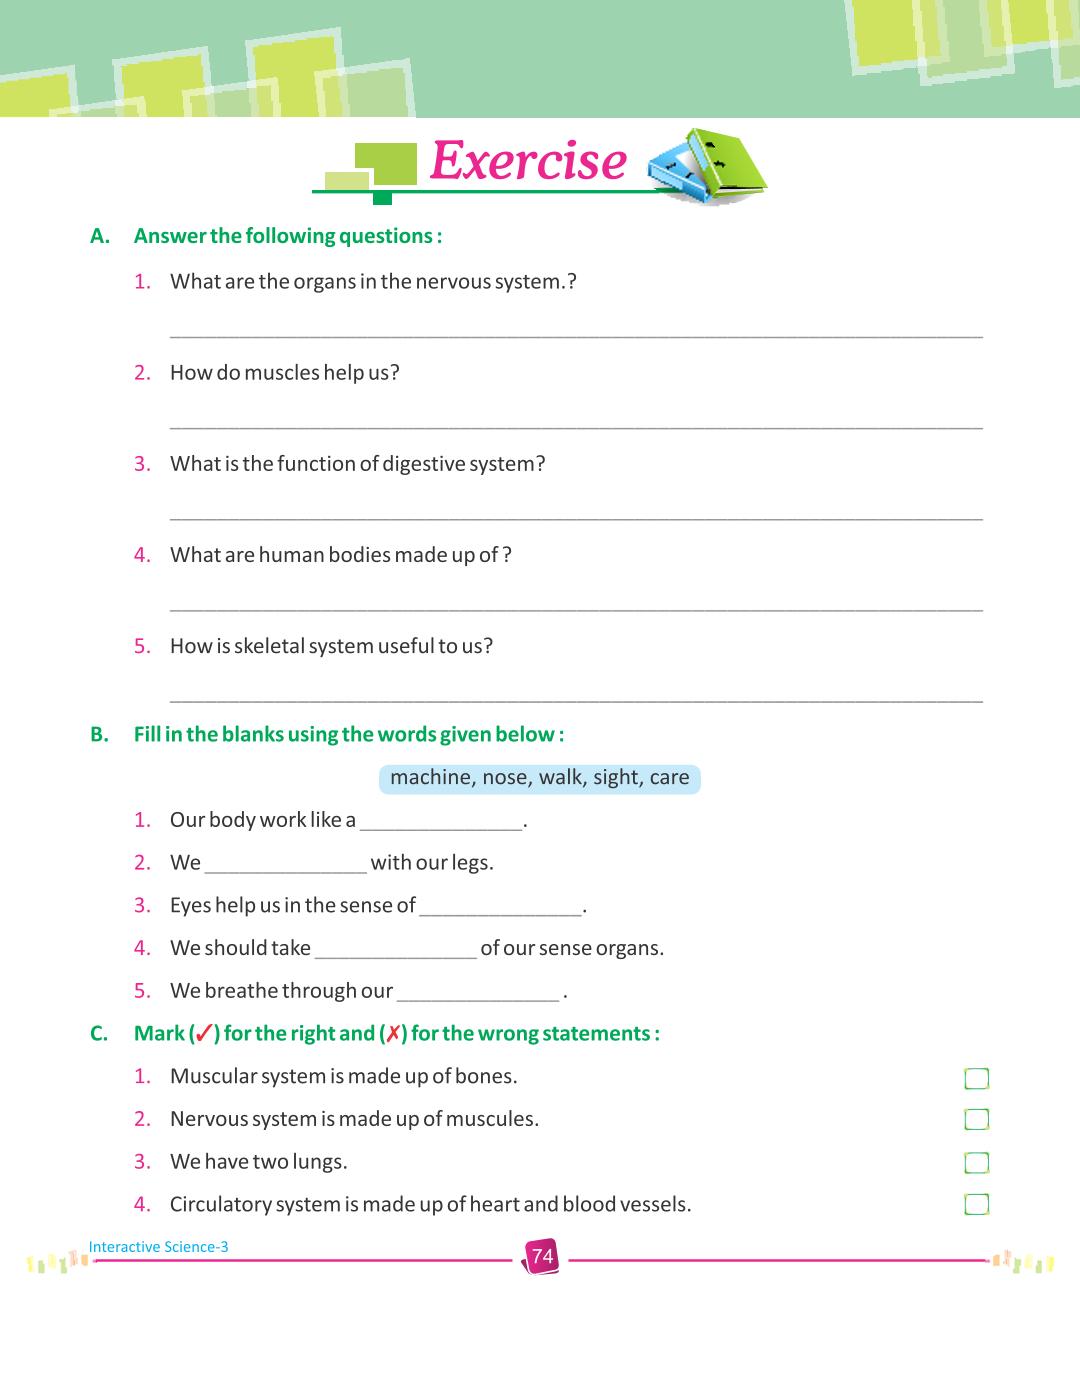 Exercise
A. Answer the following questions :
1. What are the organs in the nervous system.?
2. How do muscles help us?
3. What is the function of digestive system?
4. What are human bodies made up of ?
5. How is skeletal system useful to us?
B. Fill in the blanks using the words given below :
machine, nose, walk, sight, care
1. Our body work like a ______________.
2. We ______________ with our legs.
3. Eyes help us in the sense of ______________.
4. We should take ______________ of our sense organs.
5. We breathe through our ______________ .
C. Mark (✓) for the right and (✗) for the wrong statements :
1. Muscular system is made up of bones.
2. Nervous system is made up of muscules.
3. We have two lungs.
4. Circulatory system is made up of heart and blood vessels.
Interactive Science-3
74